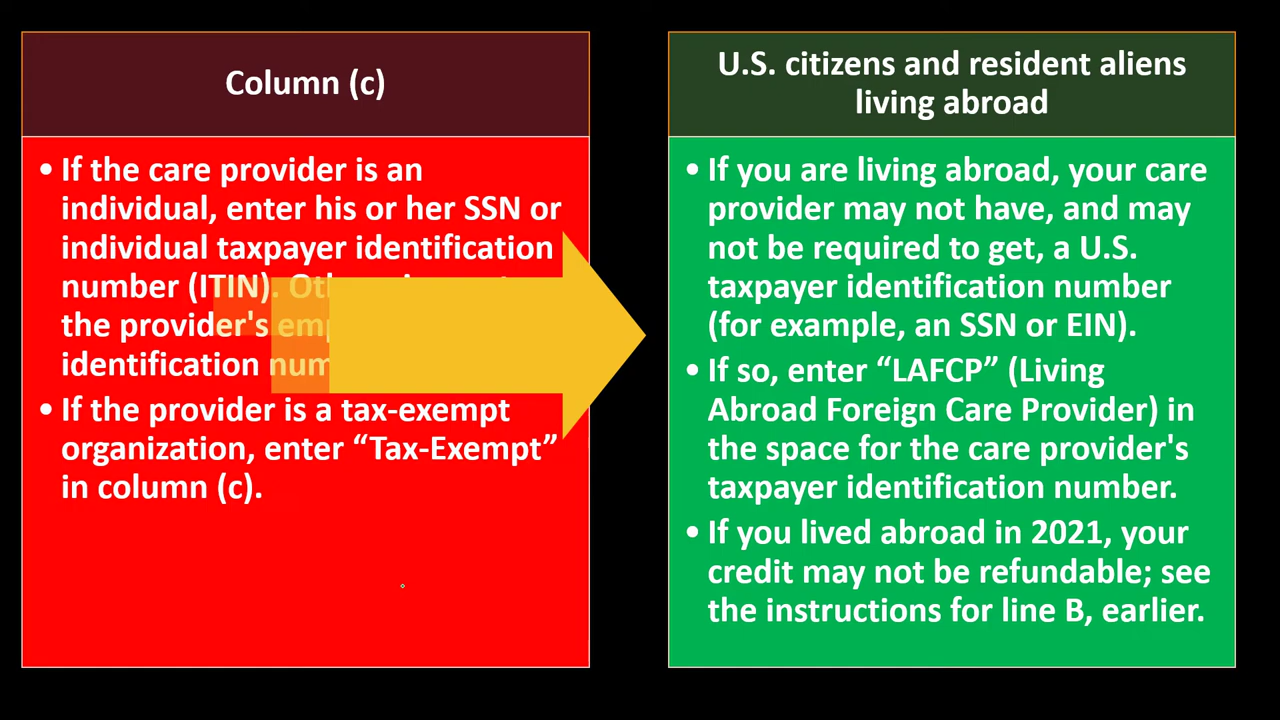 Column (c)
• If the care provider is an
individual, enter his or her SSN or
individual taxpayer identification
number (ITIN).
the provider's
identification
• If the provider is a tax-exempt
organization, enter “Tax-Exempt”
in column (c).
U.S. citizens and resident aliens
living abroad
• If you are living abroad, your care
provider may not have, and may
not be required to get, a U.S.
taxpayer identification number
(for example, an SSN or EIN).
• If so, enter “LAFCP” (Living
Abroad Foreign Care Provider) in
the space for the care provider's
taxpayer identification number.
• If you lived abroad in 2021, your
credit may not be refundable; see
the instructions for line B, earlier.